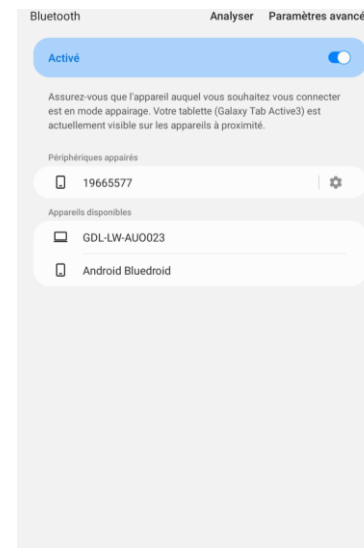 Bluetooth Analyser Paramètres avancé
Activé
Assurez-vous que l'appareil auquel vous souhaitez vous connecter
est en mode appairage. Votre tablette (Galaxy Tab Active3) est
actuellement visible sur les appareils à proximité.
Périphériques appairés
19665577
Appareils disponibles
GDL-LW-AUO023
Android Bluedroid